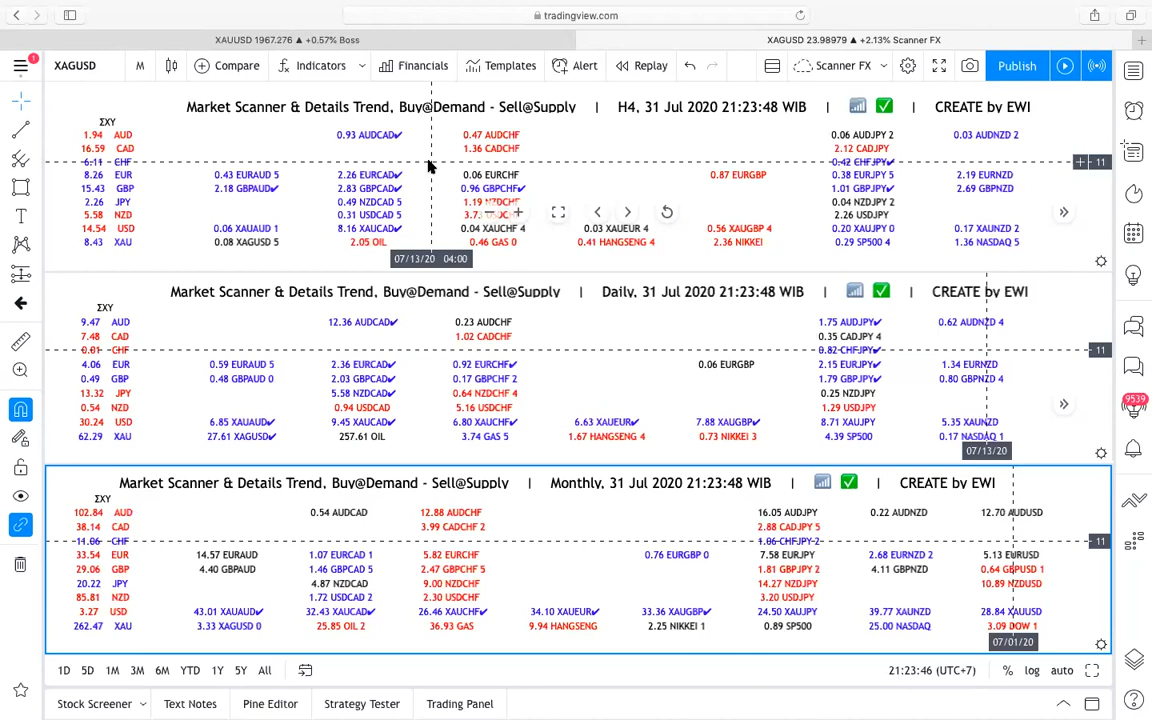 tradingview.com
XAUUSD 1967.276 ▲ +0.57% Boss
XAGUSD 23.98979 ▲ +2.13% Scanner FX
1
XAGUSD M Compare Indicators Financials Templates Alert Replay Scanner FX Publish
Market Scanner & Details Trend, Buy@Demand - Sell@Supply | H4, 31 Jul 2020 21:23:48 WIB | 📶 ✅ | CREATE by EWI
ΣXY
1.94 AUD 0.93 AUDCAD✔ 0.47 AUDCHF 0.06 AUDJPY 2 0.03 AUDNZD 2
16.59 CAD 1.36 CADCHF 2.12 CADJPY
6.11 CHF 0.42 CHFJPY✔ 11
8.26 EUR 0.43 EURAUD 5 2.26 EURCAD✔ 0.06 EURCHF 0.87 EURGBP 0.38 EURJPY 5 2.19 EURNZD
15.43 GBP 2.18 GBPAUD✔ 2.83 GBPCAD✔ 0.96 GBPCHF✔ 1.01 GBPJPY✔ 2.69 GBPNZD
2.26 JPY 0.49 NZDCAD 5 1.19 NZDCHF 0.04 NZDJPY 2
5.58 NZD 0.31 USDCAD 5 2.26 USDJPY
14.54 USD 0.06 XAUAUD 1 8.16 XAUCAD✔ 0.04 XAUCHF 4 0.03 XAUEUR 4 0.56 XAUGBP 4 0.20 XAUJPY 0 0.17 XAUNZD 2
8.43 XAU 0.08 XAGUSD 5 2.05 OIL 0.46 GAS 0 0.41 HANGSENG 4 2.36 NIKKEI 0.29 SP500 4 1.36 NASDAQ 5
07/13/20 04:00
Market Scanner & Details Trend, Buy@Demand - Sell@Supply | Daily, 31 Jul 2020 21:23:48 WIB | 📶 ✅ | CREATE by EWI
ΣXY
9.47 AUD 12.36 AUDCAD✔ 0.23 AUDCHF 1.75 AUDJPY✔ 0.62 AUDNZD 4
7.48 CAD 1.02 CADCHF 0.35 CADJPY 4
0.01 CHF 0.82 CHFJPY✔ 11
4.06 EUR 0.59 EURAUD 5 2.36 EURCAD✔ 0.92 EURCHF✔ 0.06 EURGBP 2.15 EURJPY✔ 1.34 EURNZD
0.49 GBP 0.48 GBPAUD 0 2.03 GBPCAD✔ 0.17 GBPCHF 2 1.79 GBPJPY✔ 0.80 GBPNZD 4
13.32 JPY 5.58 NZDCAD✔ 0.64 NZDCHF 4 0.25 NZDJPY
0.54 NZD 0.94 USDCAD 5.16 USDCHF 1.29 USDJPY
30.24 USD 6.85 XAUAUD✔ 9.45 XAUCAD✔ 6.80 XAUCHF✔ 6.63 XAUEUR✔ 7.88 XAUGBP✔ 8.71 XAUJPY 5.35 XAUNZD
62.29 XAU 27.61 XAGUSD✔ 257.61 OIL 3.74 GAS 5 1.67 HANGSENG 4 0.73 NIKKEI 3 4.39 SP500 0.17 NASDAQ 1
07/13/20
Market Scanner & Details Trend, Buy@Demand - Sell@Supply | Monthly, 31 Jul 2020 21:23:48 WIB | 📶 ✅ | CREATE by EWI
ΣXY
102.84 AUD 0.54 AUDCAD 12.88 AUDCHF 16.05 AUDJPY 0.22 AUDNZD 12.70 AUDUSD
38.14 CAD 3.99 CADCHF 2 2.88 CADJPY 5
11.06 CHF 1.06 CHFJPY 2 11
33.54 EUR 14.57 EURAUD 1.07 EURCAD 1 5.82 EURCHF 0.76 EURGBP 0 7.58 EURJPY 2.68 EURNZD 2 5.13 EURUSD
29.06 GBP 4.40 GBPAUD 1.46 GBPCAD 5 2.47 GBPCHF 5 1.81 GBPJPY 2 4.11 GBPNZD 0.64 GBPUSD 1
20.22 JPY 4.87 NZDCAD 9.00 NZDCHF 14.27 NZDJPY 10.89 NZDUSD
85.81 NZD 1.72 USDCAD 2 2.30 USDCHF 3.20 USDJPY
3.27 USD 43.01 XAUAUD✔ 32.43 XAUCAD✔ 26.46 XAUCHF✔ 34.10 XAUEUR✔ 33.36 XAUGBP✔ 24.50 XAUJPY 39.77 XAUNZD 28.84 XAUUSD
262.47 XAU 3.33 XAGUSD 0 25.85 OIL 2 36.93 GAS 9.94 HANGSENG 2.25 NIKKEI 1 0.89 SP500 25.00 NASDAQ 3.09 DOW 1
07/01/20
1D 5D 1M 3M 6M YTD 1Y 5Y All 21:23:46 (UTC+7) % log auto
Stock Screener Text Notes Pine Editor Strategy Tester Trading Panel
9539